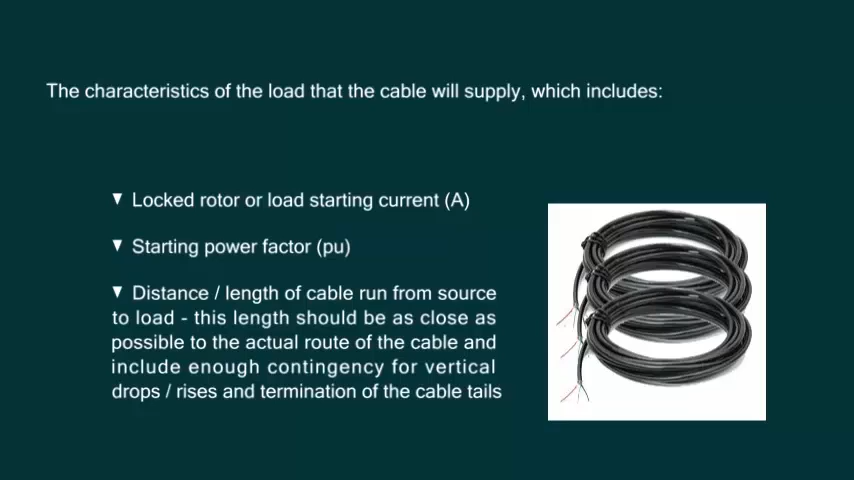 The characteristics of the load that the cable will supply, which includes:
▼ Locked rotor or load starting current (A)
▼ Starting power factor (pu)
▼ Distance / length of cable run from source
to load - this length should be as close as
possible to the actual route of the cable and
include enough contingency for vertical
drops / rises and termination of the cable tails